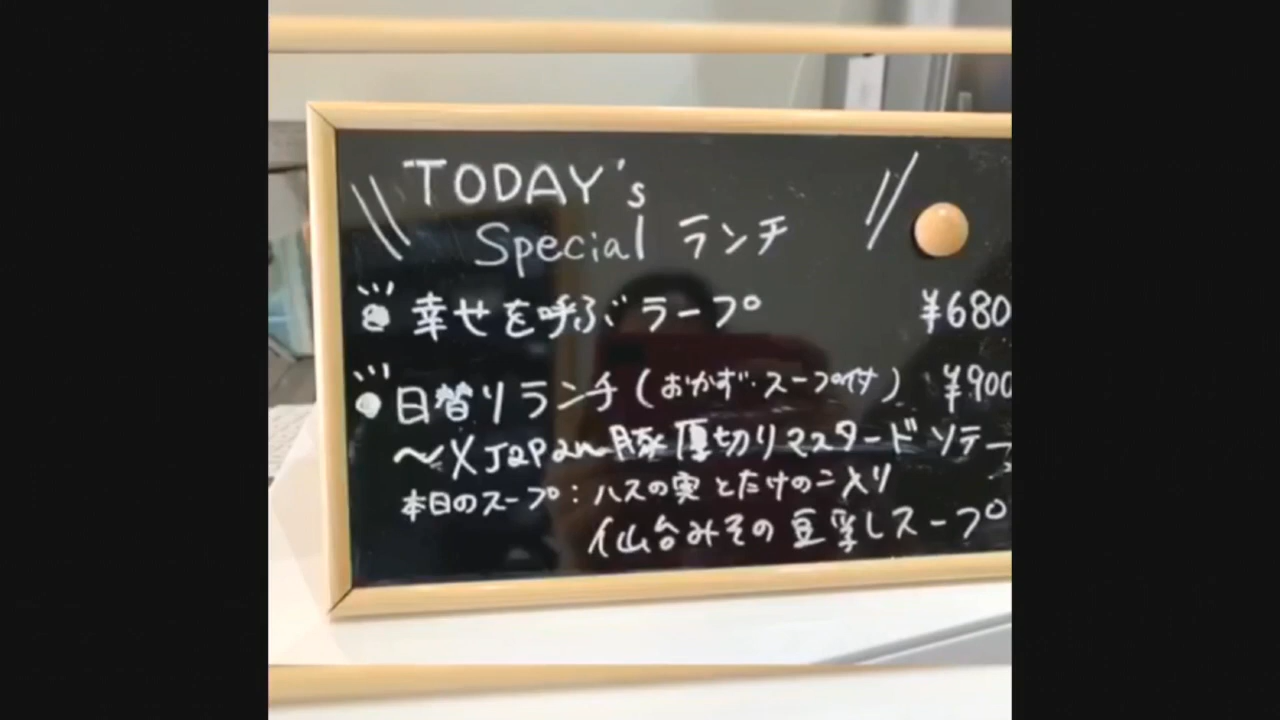 TODAY's
Special ランチ
幸せを呼ぶラープ ¥680
日替りランチ(おかず・スープ付) ¥900
〜X Japan豚厚切りマスタードソテー
本日のスープ:ハスの実とたけのこ入り
仙台みその豆乳しスープ